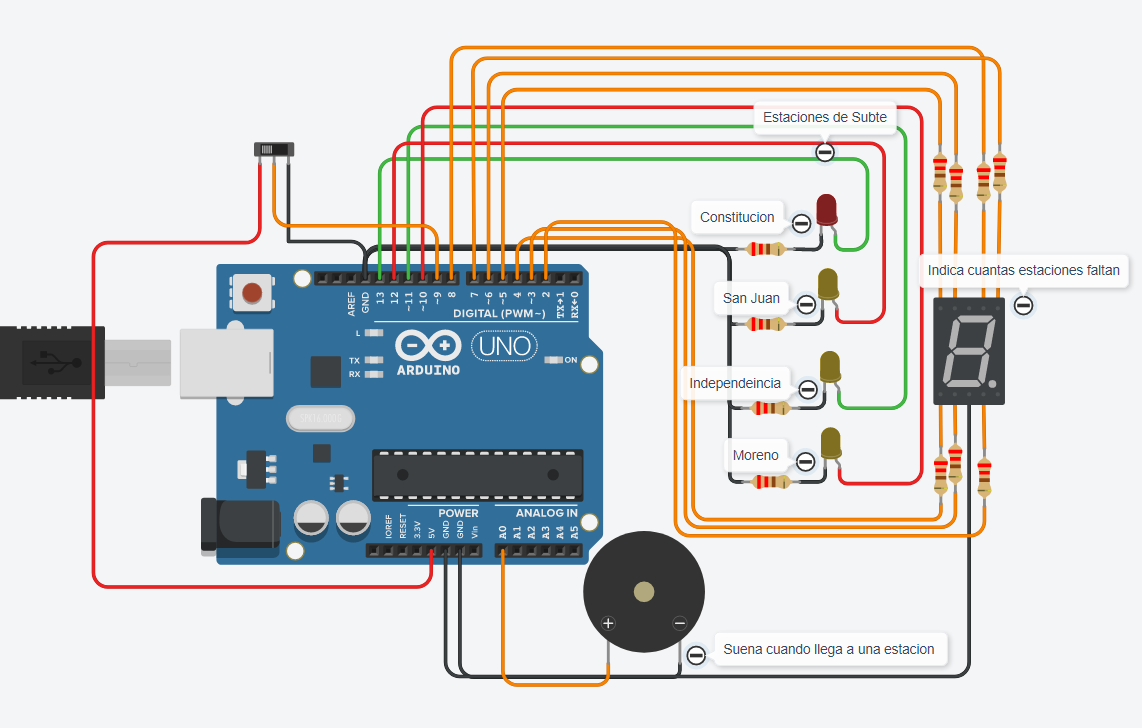 Estaciones de Subte
Constitucion
San Juan
Indica cuantas estaciones faltan
Independeincia
Moreno
Suena cuando llega a una estacion
AREF
GND
13
12
~11
~10
~9
8
7
~6
~5
4
~3
2
TX→1
RX←0
DIGITAL (PWM~)
L
TX
RX
UNO
ON
ARDUINO
POWER
ANALOG IN
IOREF
RESET
3.3V
5V
GND
GND
Vin
A0
A1
A2
A3
A4
A5